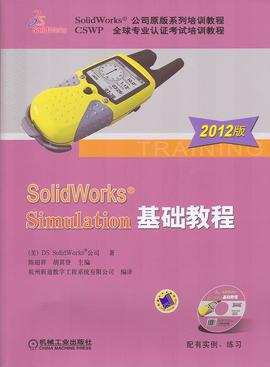 SolidWorks
SolidWorks® 公司原版系列培训教程
CSWP 全球专业认证考试培训教程
2012版
TRAINING
SolidWorks®
Simulation 基础教程
(美) DS SolidWorks®公司 著
陈超祥 胡其登 主编
杭州新迪数字工程系统有限公司 编译
机械工业出版社
CHINA MACHINE PRESS
配有实例、练习